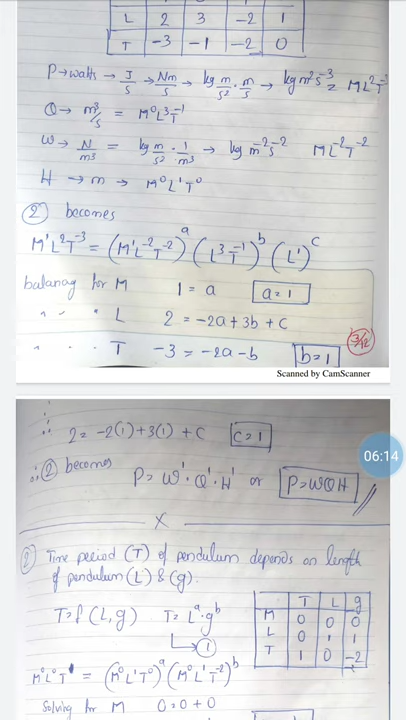 L 2 3 -2 1
T -3 -1 -2 0
P → watts → J/s → Nm/s → kg m/s² · m/s → kg m² s⁻³ = ML²T⁻³
Q → m³/s = M⁰L³T⁻¹
W → N/m³ = kg m/s² · 1/m³ → kg m⁻² s⁻² ML⁻²T⁻²
H → m → M⁰L¹T⁰
② becomes
M¹L²T⁻³ = (M¹L⁻²T⁻²)ᵃ (L³T⁻¹)ᵇ (L¹)ᶜ
balanag for M 1 = a a=1
" " " L 2 = -2a + 3b + c
" " " T -3 = -2a - b b=1
3/12
Scanned by CamScanner
∴ 2 = -2(1) + 3(1) + c c=1
06:14
∴ ② becomes P = W¹·Q¹·H¹ or P=WQH
X
② Time period (T) of pendulum depends on length
of pendulum (L) & (g).
T = f (L, g) T = Lᵃ·gᵇ
①
T L g
M 0 0 0
L 0 1 1
T 1 0 -2
M⁰L⁰T¹ = (M⁰L¹T⁰)ᵃ (M⁰L¹T⁻²)ᵇ
Solving for M 0 = 0 + 0